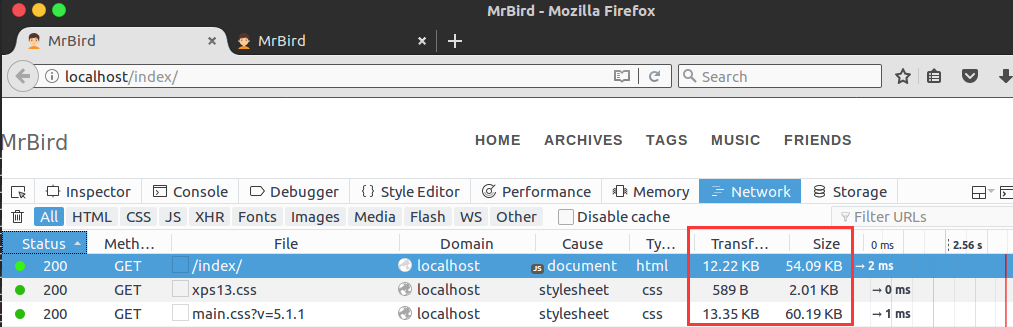 MrBird - Mozilla Firefox
MrBird × MrBird × +
localhost/index/ Search
MrBird HOME ARCHIVES TAGS MUSIC FRIENDS
Inspector Console Debugger {} Style Editor Performance Memory Network Storage
All HTML CSS JS XHR Fonts Images Media Flash WS Other Disable cache Filter URLs
Status Meth… File Domain Cause Ty… Transf… Size 0 ms 2.56 s
200 GET /index/ localhost JS document html 12.22 KB 54.09 KB → 2 ms
200 GET xps13.css localhost stylesheet css 589 B 2.01 KB → 0 ms
200 GET main.css?v=5.1.1 localhost stylesheet css 13.35 KB 60.19 KB → 1 ms